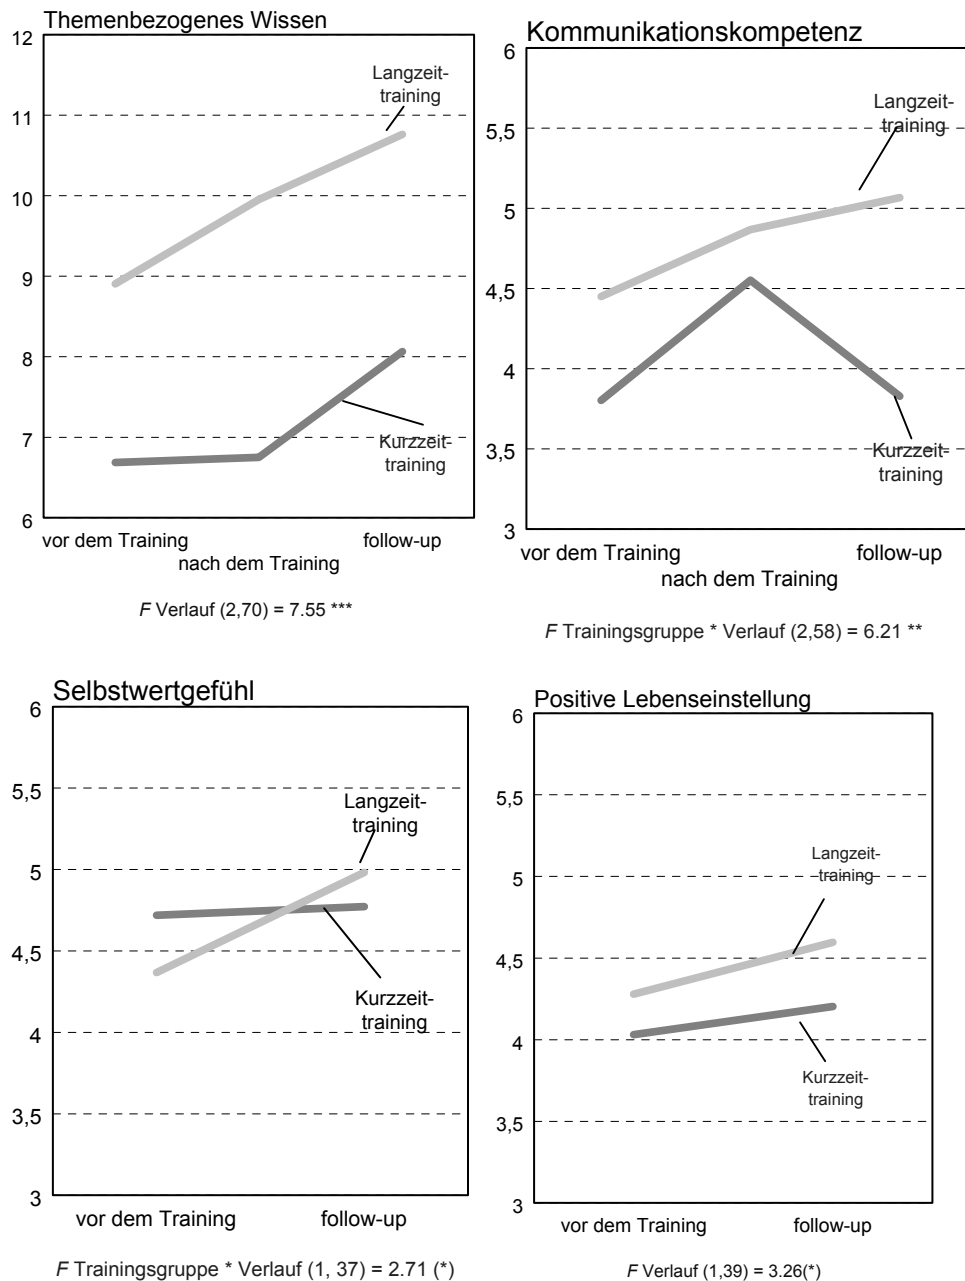 Themenbezogenes Wissen
12
11
10
9
8
7
6
Langzeit-
training
Kurzzeit-
training
vor dem Training
nach dem Training
follow-up
F Verlauf (2,70) = 7.55 ***
Kommunikationskompetenz
6
5,5
5
4,5
4
3,5
3
Langzeit-
training
Kurzzeit-
training
vor dem Training
nach dem Training
follow-up
F Trainingsgruppe * Verlauf (2,58) = 6.21 **
Selbstwertgefühl
6
5,5
5
4,5
4
3,5
3
Langzeit-
training
Kurzzeit-
training
vor dem Training
follow-up
F Trainingsgruppe * Verlauf (1, 37) = 2.71 (*)
Positive Lebenseinstellung
6
5,5
5
4,5
4
3,5
3
Langzeit-
training
Kurzzeit-
training
vor dem Training
follow-up
F Verlauf (1,39) = 3.26(*)